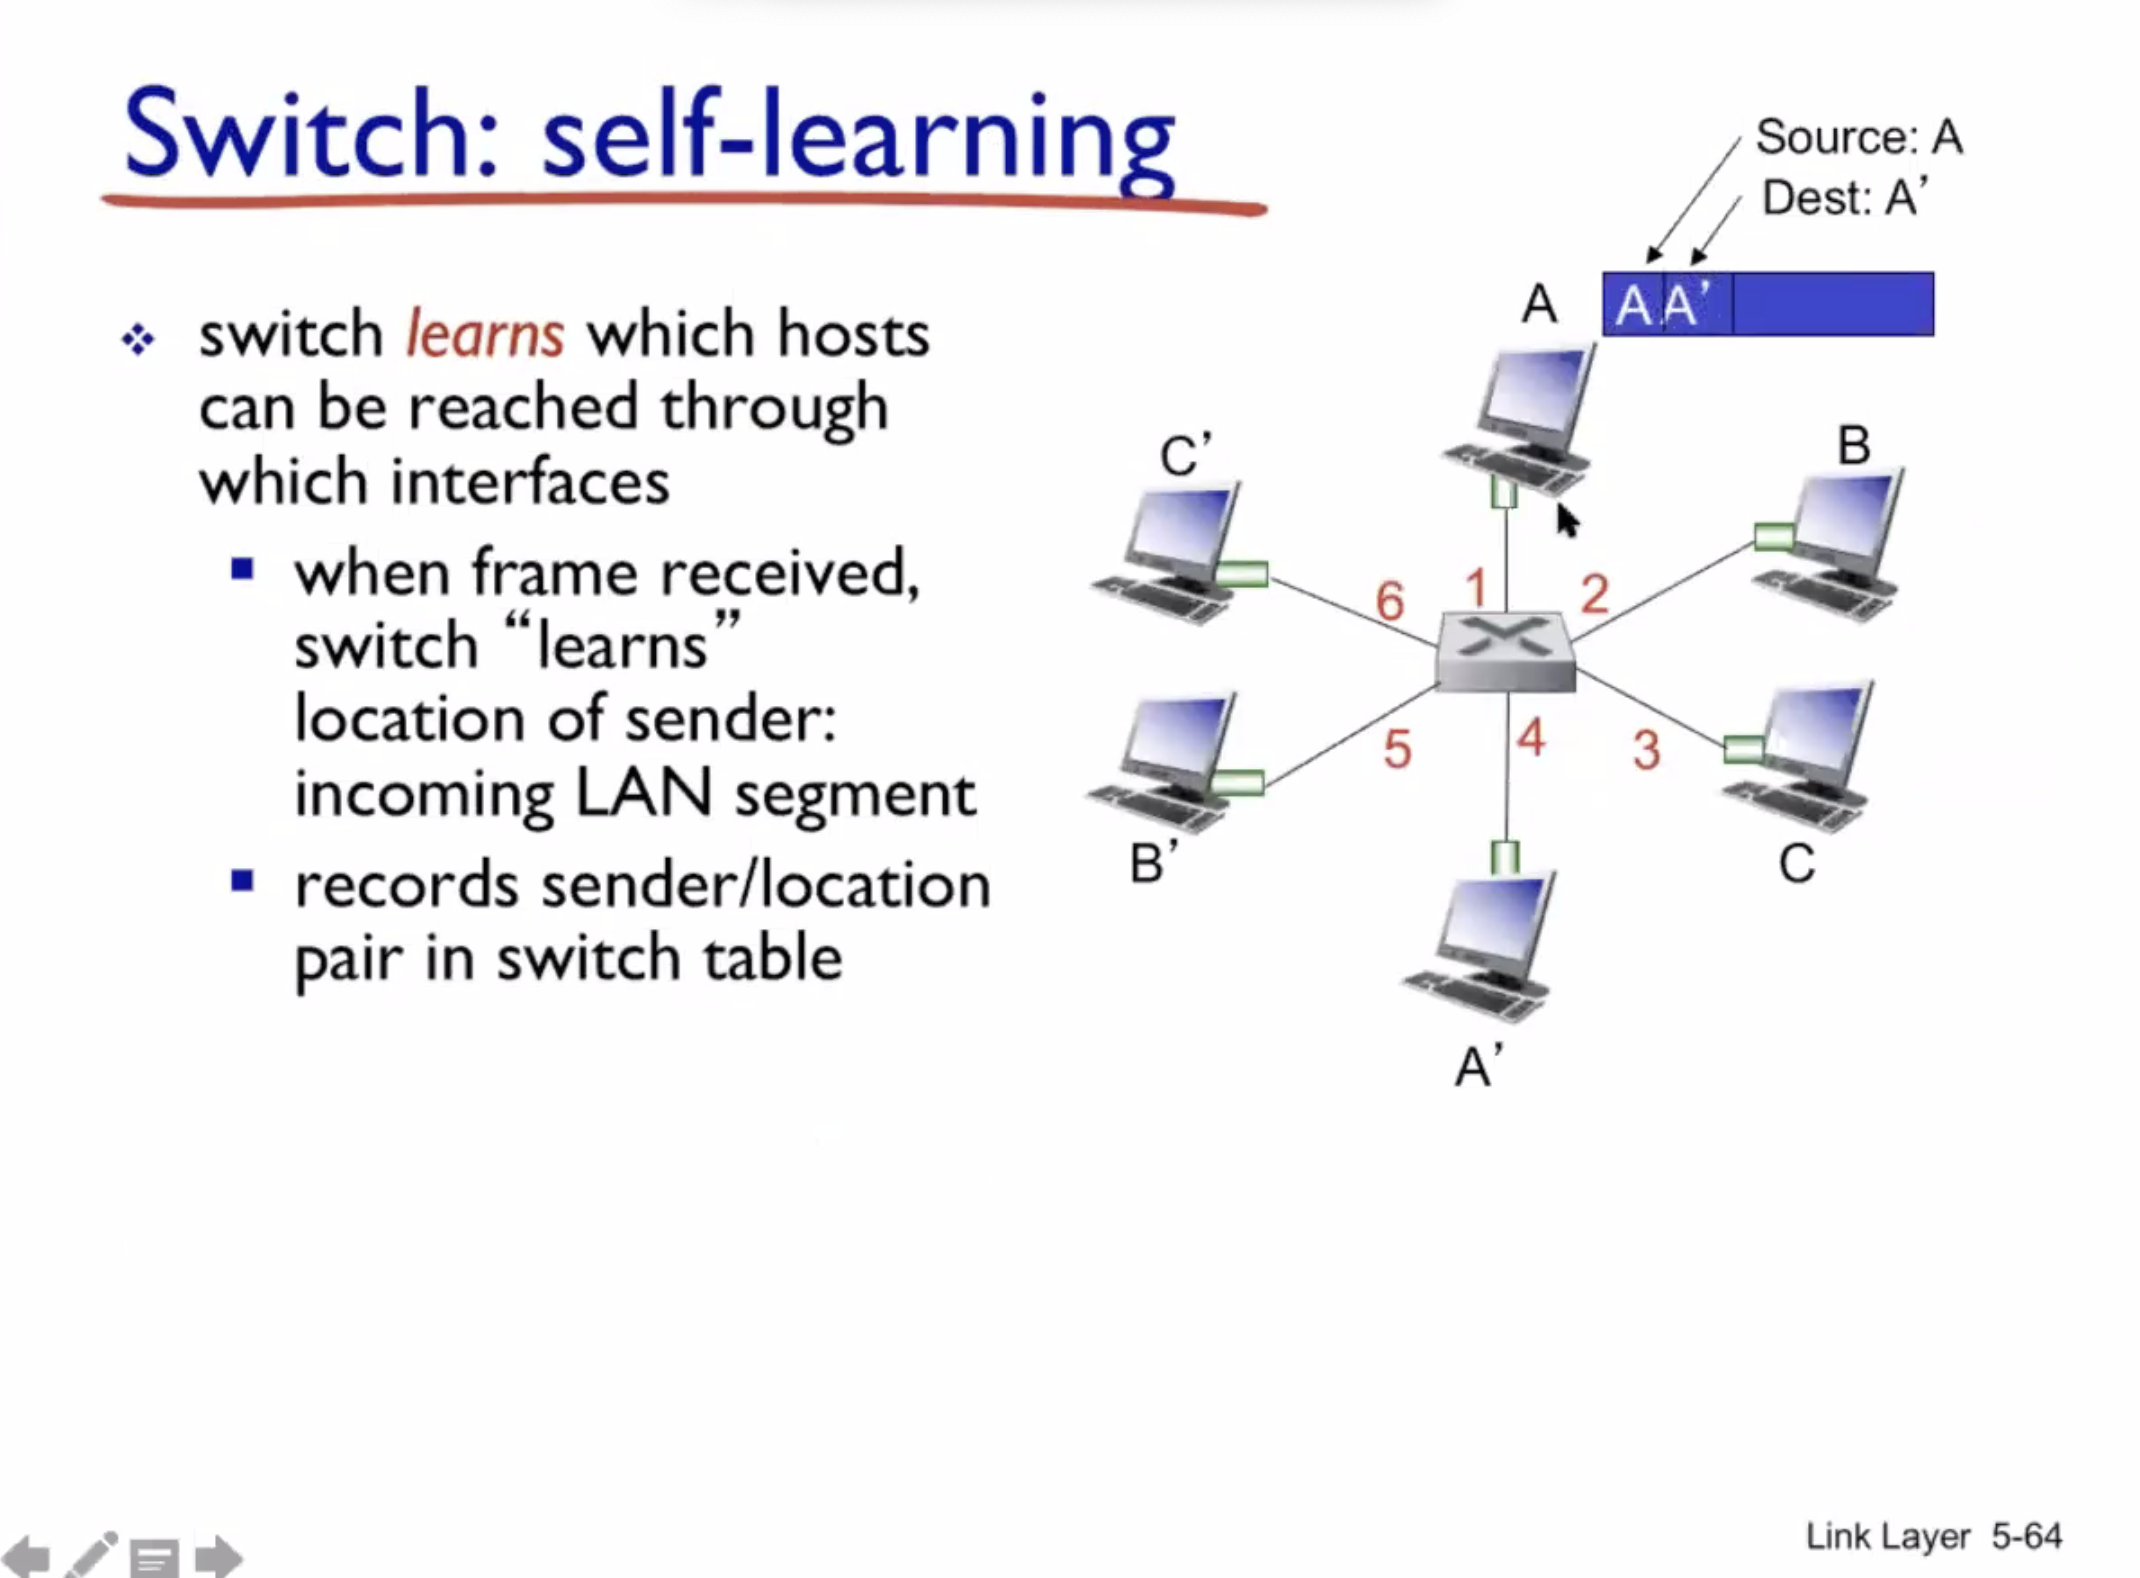 Switch: self-learning
switch learns which hosts
can be reached through
which interfaces
when frame received,
switch “learns”
location of sender:
incoming LAN segment
records sender/location
pair in switch table
Source: A
Dest: A’
A
A A’
C’
B
6
1
2
5
4
3
B’
C
A’
Link Layer 5-64